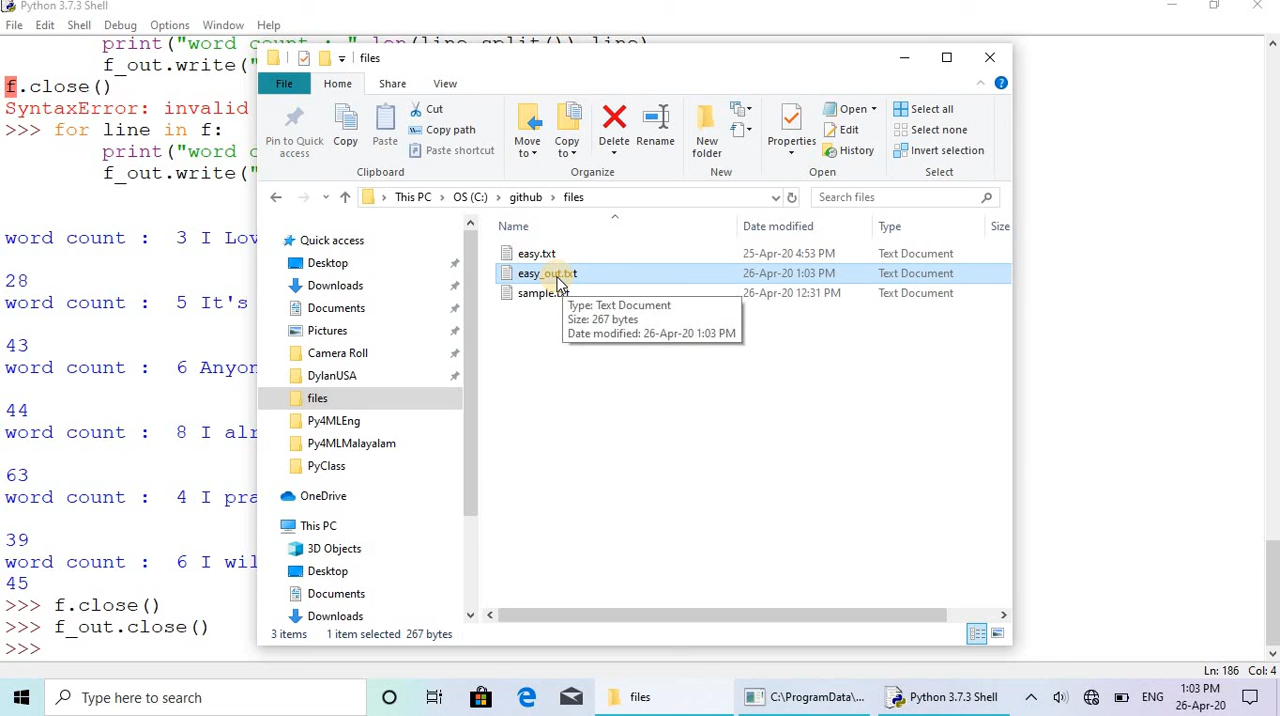 Python 3.7.3 Shell
File Edit Shell Debug Options Window Help
print("word count : " len(line.split()) line)
f_out.write("
f.close()
SyntaxError: invalid
>>> for line in f:
print("word c
f_out.write("
word count : 3 I Lov
28
word count : 5 It's
43
word count : 6 Anyon
44
word count : 8 I alr
63
word count : 4 I pra
39
word count : 6 I wil
45
>>> f.close()
>>> f_out.close()
>>>
Ln: 186 Col: 4
files
File Home Share View
Pin to Quick access
Copy
Paste
Cut
Copy path
Paste shortcut
Clipboard
Move to
Copy to
Delete
Rename
Organize
New folder
New
Properties
Open
Edit
History
Open
Select all
Select none
Invert selection
Select
This PC > OS (C:) > github > files
Search files
Quick access
Desktop
Downloads
Documents
Pictures
Camera Roll
DylanUSA
files
Py4MLEng
Py4MLMalayalam
PyClass
OneDrive
This PC
3D Objects
Desktop
Documents
Downloads
Name Date modified Type Size
easy.txt 25-Apr-20 4:53 PM Text Document
easy_out.txt 26-Apr-20 1:03 PM Text Document
sample.txt 26-Apr-20 12:31 PM Text Document
Type: Text Document
Size: 267 bytes
Date modified: 26-Apr-20 1:03 PM
3 items 1 item selected 267 bytes
Type here to search
files
C:\ProgramData\...
Python 3.7.3 Shell
ENG
1:03 PM
26-Apr-20